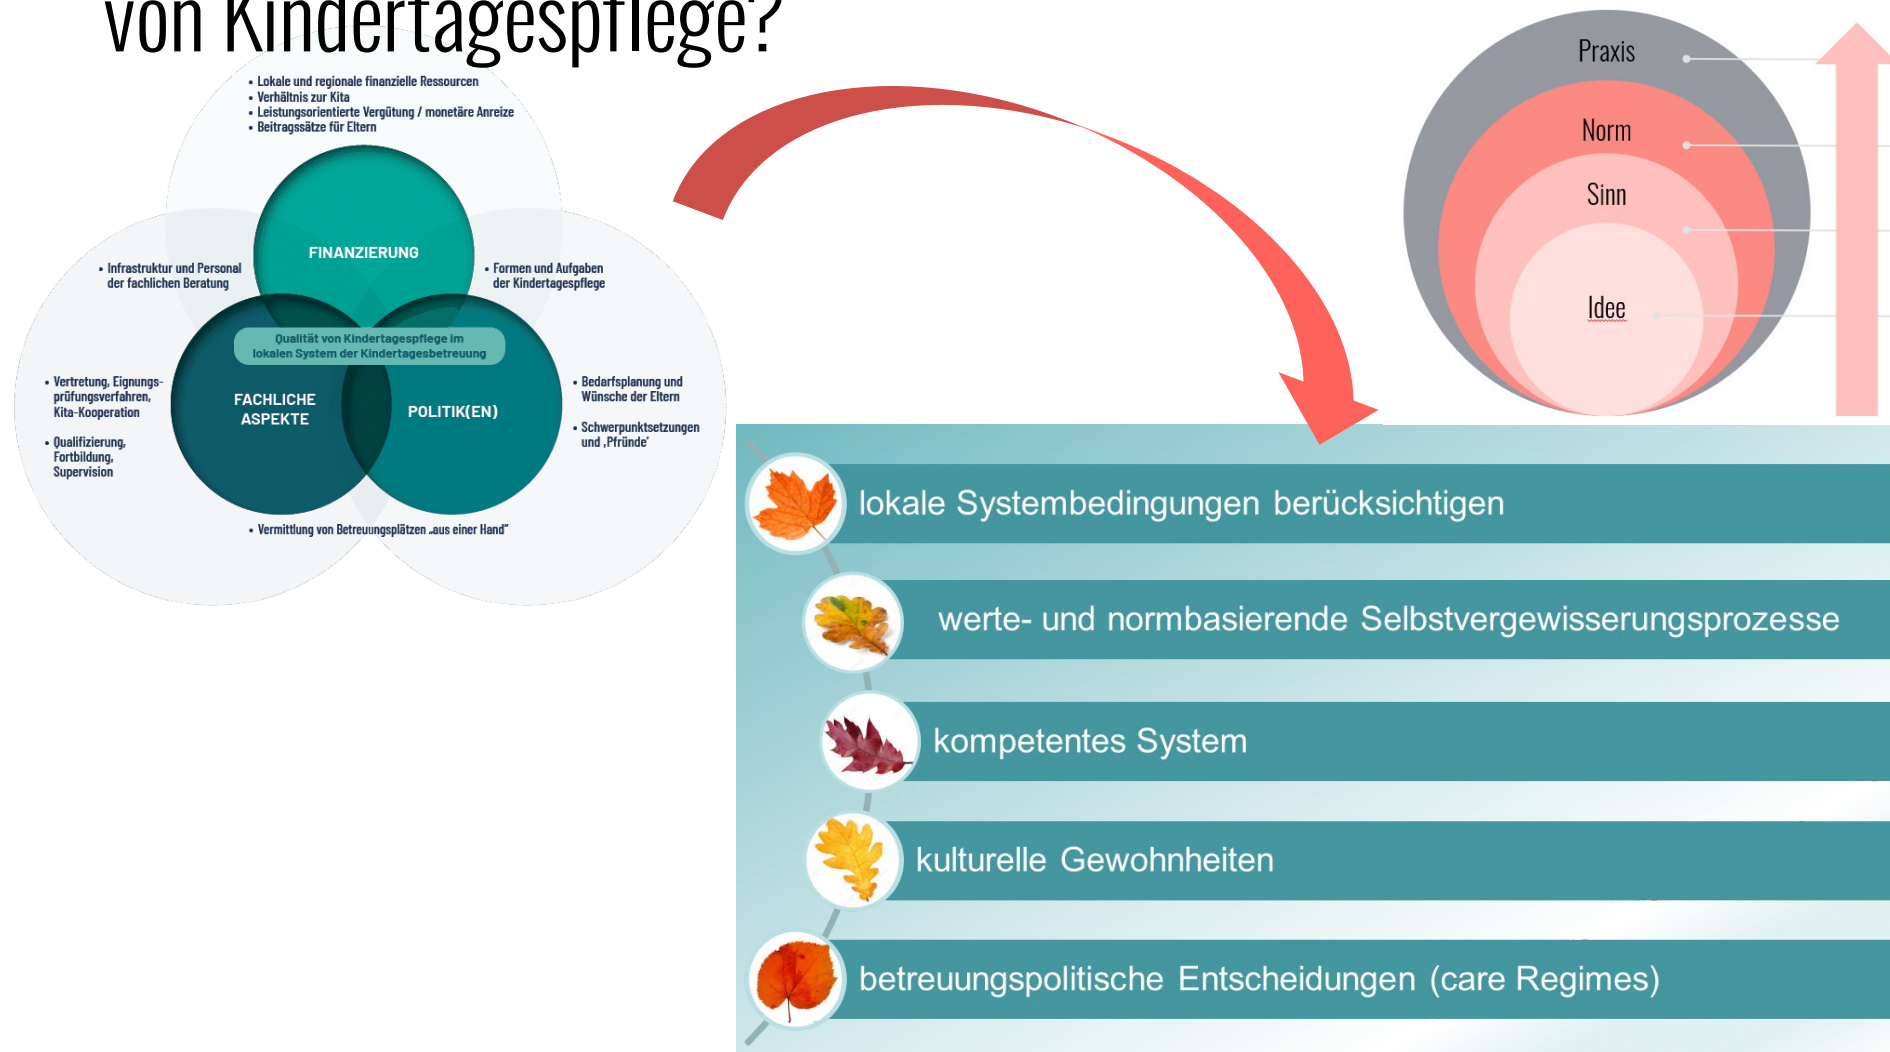 von Kindertagespflege?
• Lokale und regionale finanzielle Ressourcen
• Verhältnis zur Kita
• Leistungsorientierte Vergütung / monetäre Anreize
• Beitragssätze für Eltern
FINANZIERUNG
• Infrastruktur und Personal
der fachlichen Beratung
• Formen und Aufgaben
der Kindertagespflege
Qualität von Kindertagespflege im
lokalen System der Kindertagesbetreuung
• Vertretung, Eignungs-
prüfungsverfahren,
Kita-Kooperation
• Qualifizierung,
Fortbildung,
Supervision
FACHLICHE
ASPEKTE
POLITIK(EN)
• Bedarfsplanung und
Wünsche der Eltern
• Schwerpunktsetzungen
und ‚Pfründe‘
• Vermittlung von Betreuungsplätzen „aus einer Hand”
Praxis
Norm
Sinn
Idee
lokale Systembedingungen berücksichtigen
werte- und normbasierende Selbstvergewisserungsprozesse
kompetentes System
kulturelle Gewohnheiten
betreuungspolitische Entscheidungen (care Regimes)